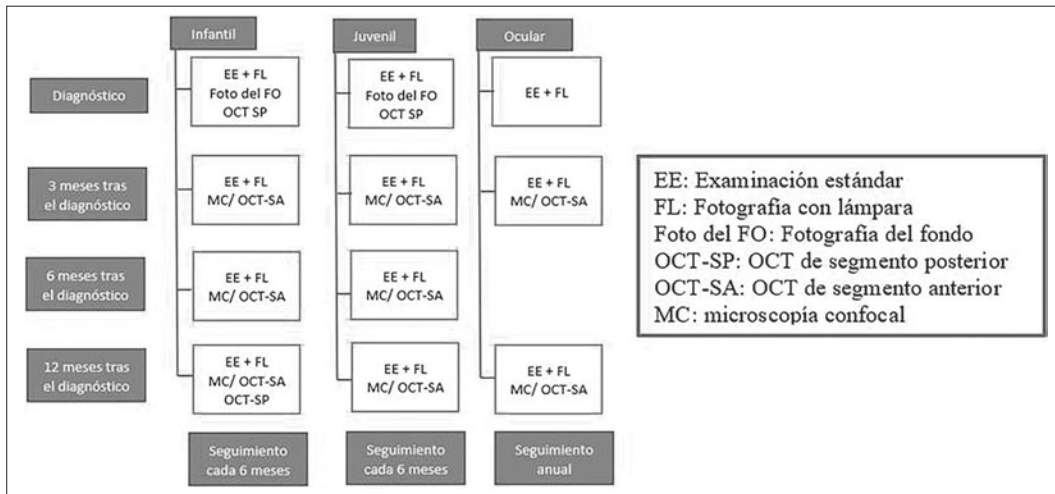 Infantil
Juvenil
Ocular
Diagnóstico
EE + FL
Foto del FO
OCT SP
EE + FL
Foto del FO
OCT SP
EE + FL
3 meses tras
el diagnóstico
EE + FL
MC/ OCT-SA
EE + FL
MC/ OCT-SA
EE + FL
MC/ OCT-SA
6 meses tras
el diagnóstico
EE + FL
MC/ OCT-SA
EE + FL
MC/ OCT-SA
12 meses tras
el diagnóstico
EE + FL
MC/ OCT-SA
OCT-SP
EE + FL
MC/ OCT-SA
EE + FL
MC/ OCT-SA
Seguimiento
cada 6 meses
Seguimiento
cada 6 meses
Seguimiento
anual
EE: Examinación estándar
FL: Fotografía con lámpara
Foto del FO: Fotografía del fondo
OCT-SP: OCT de segmento posterior
OCT-SA: OCT de segmento anterior
MC: microscopía confocal